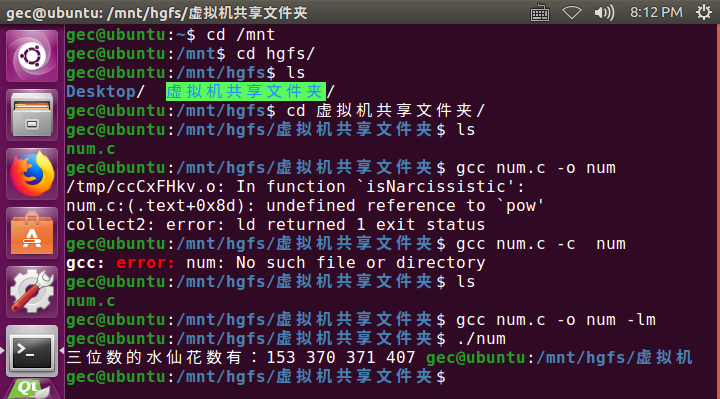 gec@ubuntu: /mnt/hgfs/虚拟机共享文件夹 8:12 PM
gec@ubuntu:~$ cd /mnt
gec@ubuntu:/mnt$ cd hgfs/
gec@ubuntu:/mnt/hgfs$ ls
Desktop/ 虚拟机共享文件夹/
gec@ubuntu:/mnt/hgfs$ cd 虚拟机共享文件夹/
gec@ubuntu:/mnt/hgfs/虚拟机共享文件夹$ ls
num.c
gec@ubuntu:/mnt/hgfs/虚拟机共享文件夹$ gcc num.c -o num
/tmp/ccCxFHkv.o: In function `isNarcissistic':
num.c:(.text+0x8d): undefined reference to `pow'
collect2: error: ld returned 1 exit status
gec@ubuntu:/mnt/hgfs/虚拟机共享文件夹$ gcc num.c -c  num
gcc: error: num: No such file or directory
gec@ubuntu:/mnt/hgfs/虚拟机共享文件夹$ ls
num.c
gec@ubuntu:/mnt/hgfs/虚拟机共享文件夹$ gcc num.c -o num -lm
gec@ubuntu:/mnt/hgfs/虚拟机共享文件夹$ ./num
三位数的水仙花数有：153 370 371 407 gec@ubuntu:/mnt/hgfs/虚拟机
gec@ubuntu:/mnt/hgfs/虚拟机共享文件夹$
Qt